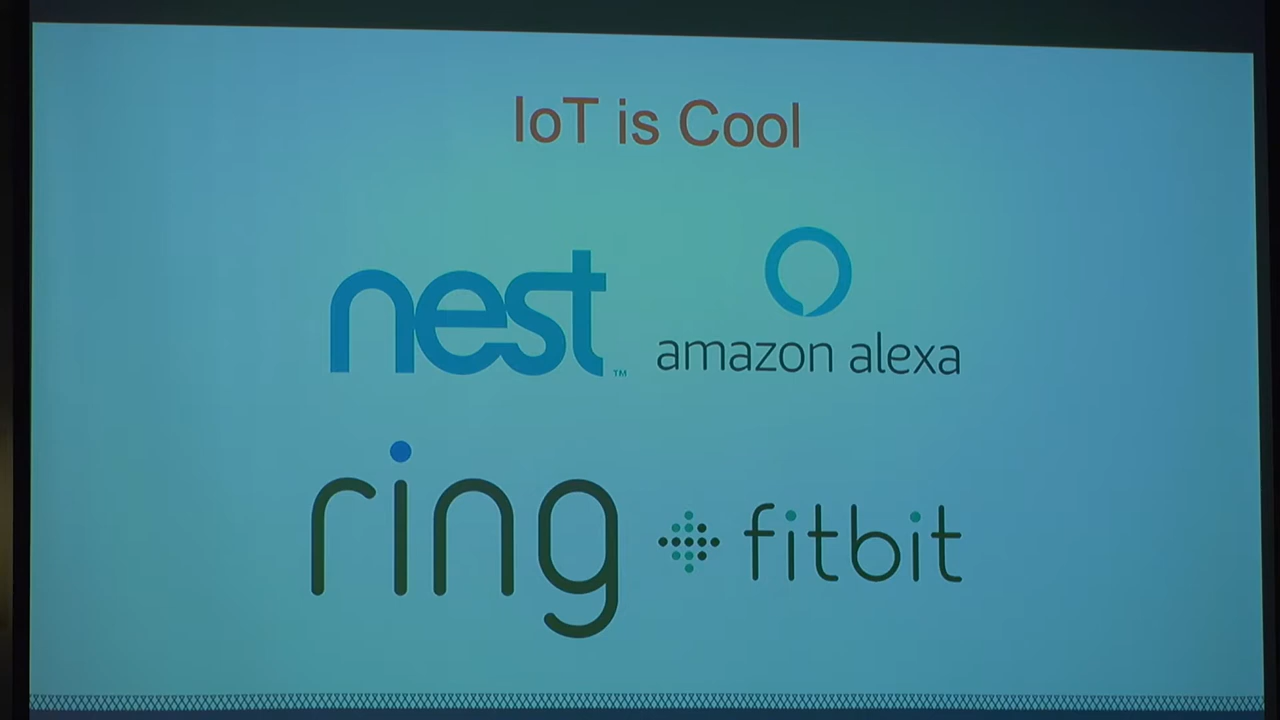 IoT is Cool
nest™
amazon alexa
ring
fitbit